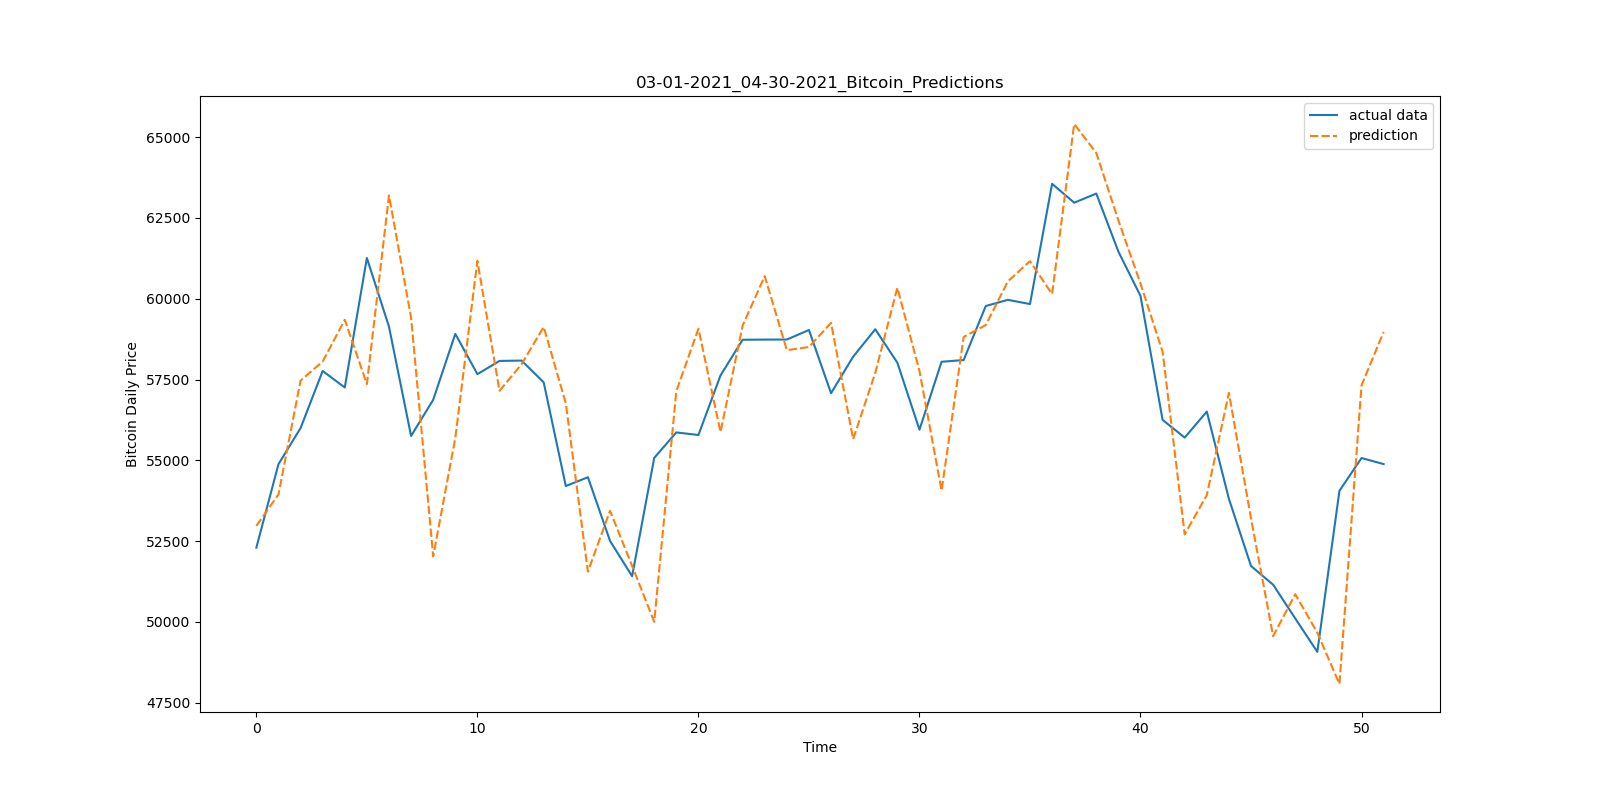 03-01-2021_04-30-2021_Bitcoin_Predictions
actual data
prediction
Bitcoin Daily Price
65000
62500
60000
57500
55000
52500
50000
47500
0 10 20 30 40 50
Time